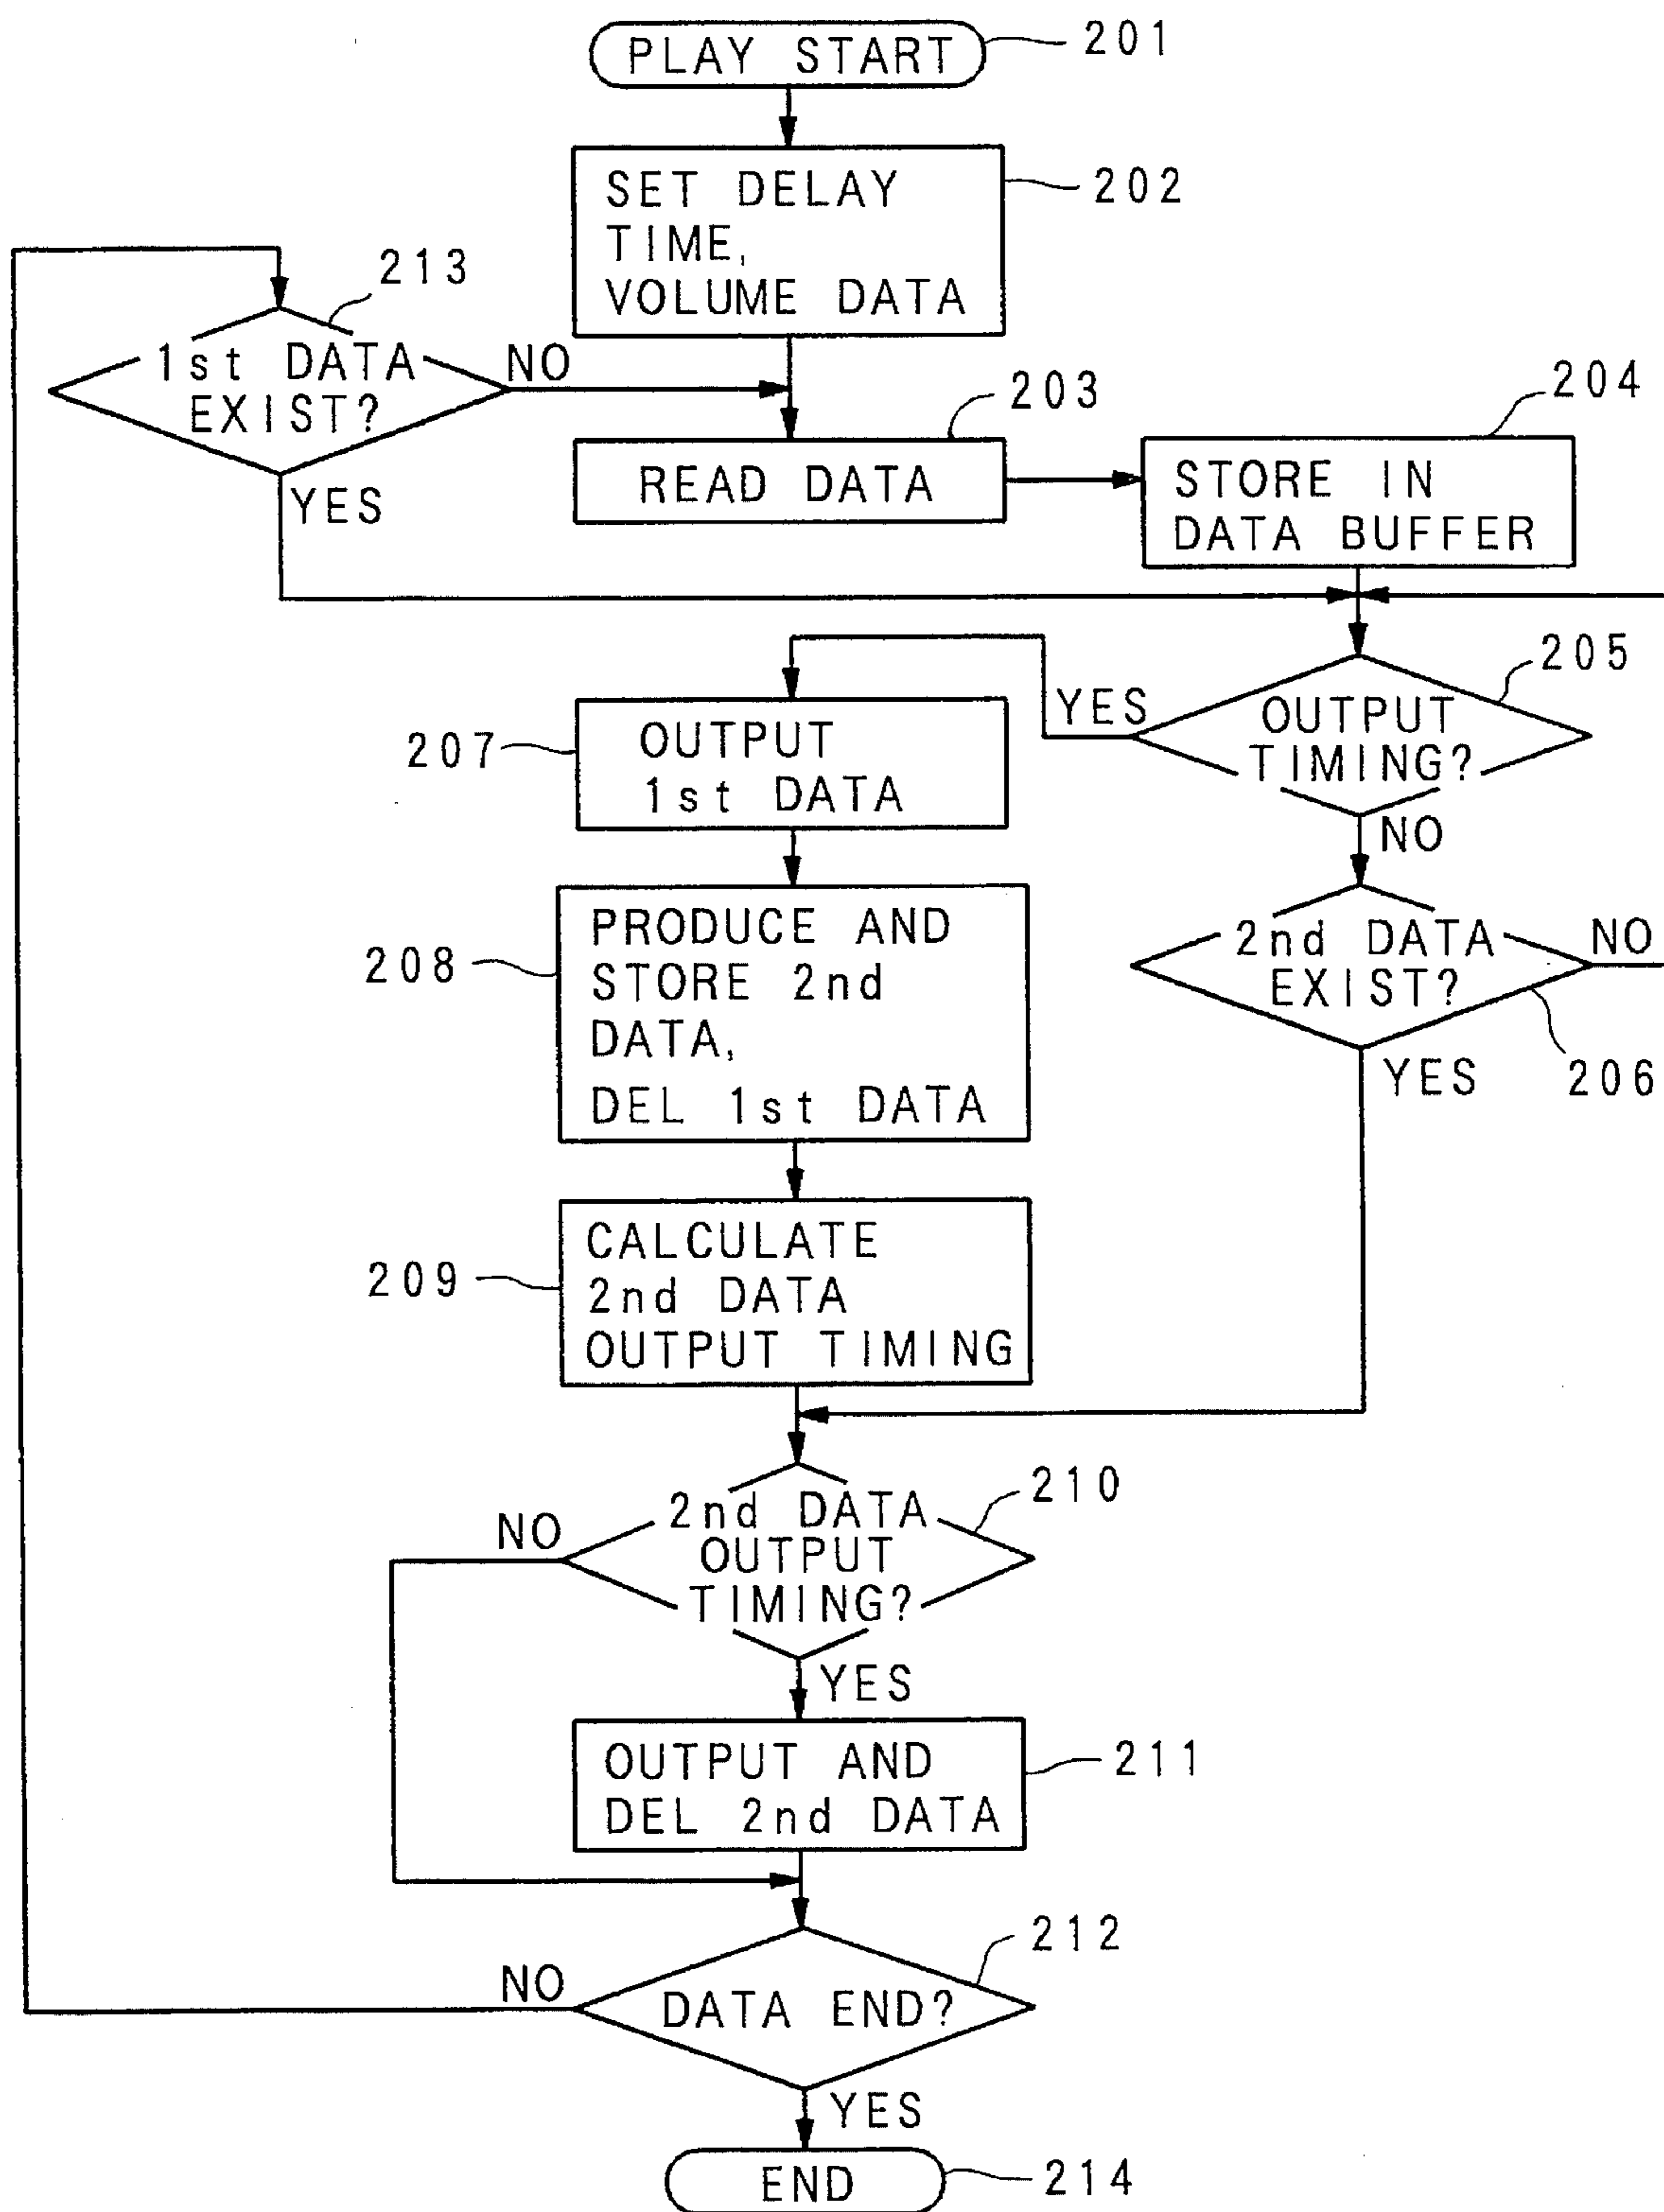 PLAY START
201
SET DELAY
TIME,
VOLUME DATA
202
213
1st DATA
EXIST?
NO
YES
203
READ DATA
204
STORE IN
DATA BUFFER
205
OUTPUT
TIMING?
YES
NO
207
OUTPUT
1st DATA
2nd DATA
EXIST?
NO
YES
206
208
PRODUCE AND
STORE 2nd
DATA,
DEL 1st DATA
209
CALCULATE
2nd DATA
OUTPUT TIMING
210
2nd DATA
OUTPUT
TIMING?
NO
YES
OUTPUT AND
DEL 2nd DATA
211
212
DATA END?
NO
YES
END
214